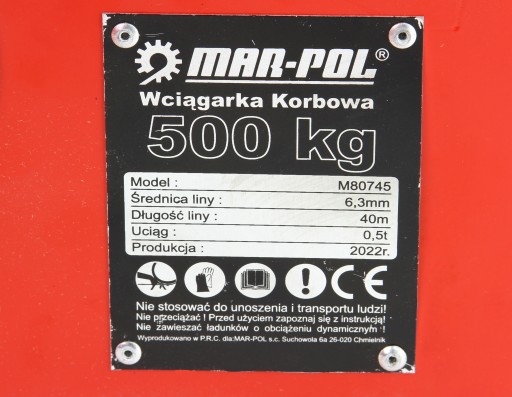 MAR-POL®
Wciągarka Korbowa
500 kg
Model : M80745
Średnica liny : 6,3mm
Długość liny : 40m
Uciąg : 0,5t
Produkcja : 2022r.
CE
Nie stosować do unoszenia i transportu ludzi!
Nie przeciążać ! Przed użyciem zapoznaj się z instrukcją!
Nie zawieszać ładunków o obciążeniu dynamicznym !
Wyprodukowano w P.R.C. dla:MAR-POL s.c. Suchowola 6a 26-020 Chmielnik